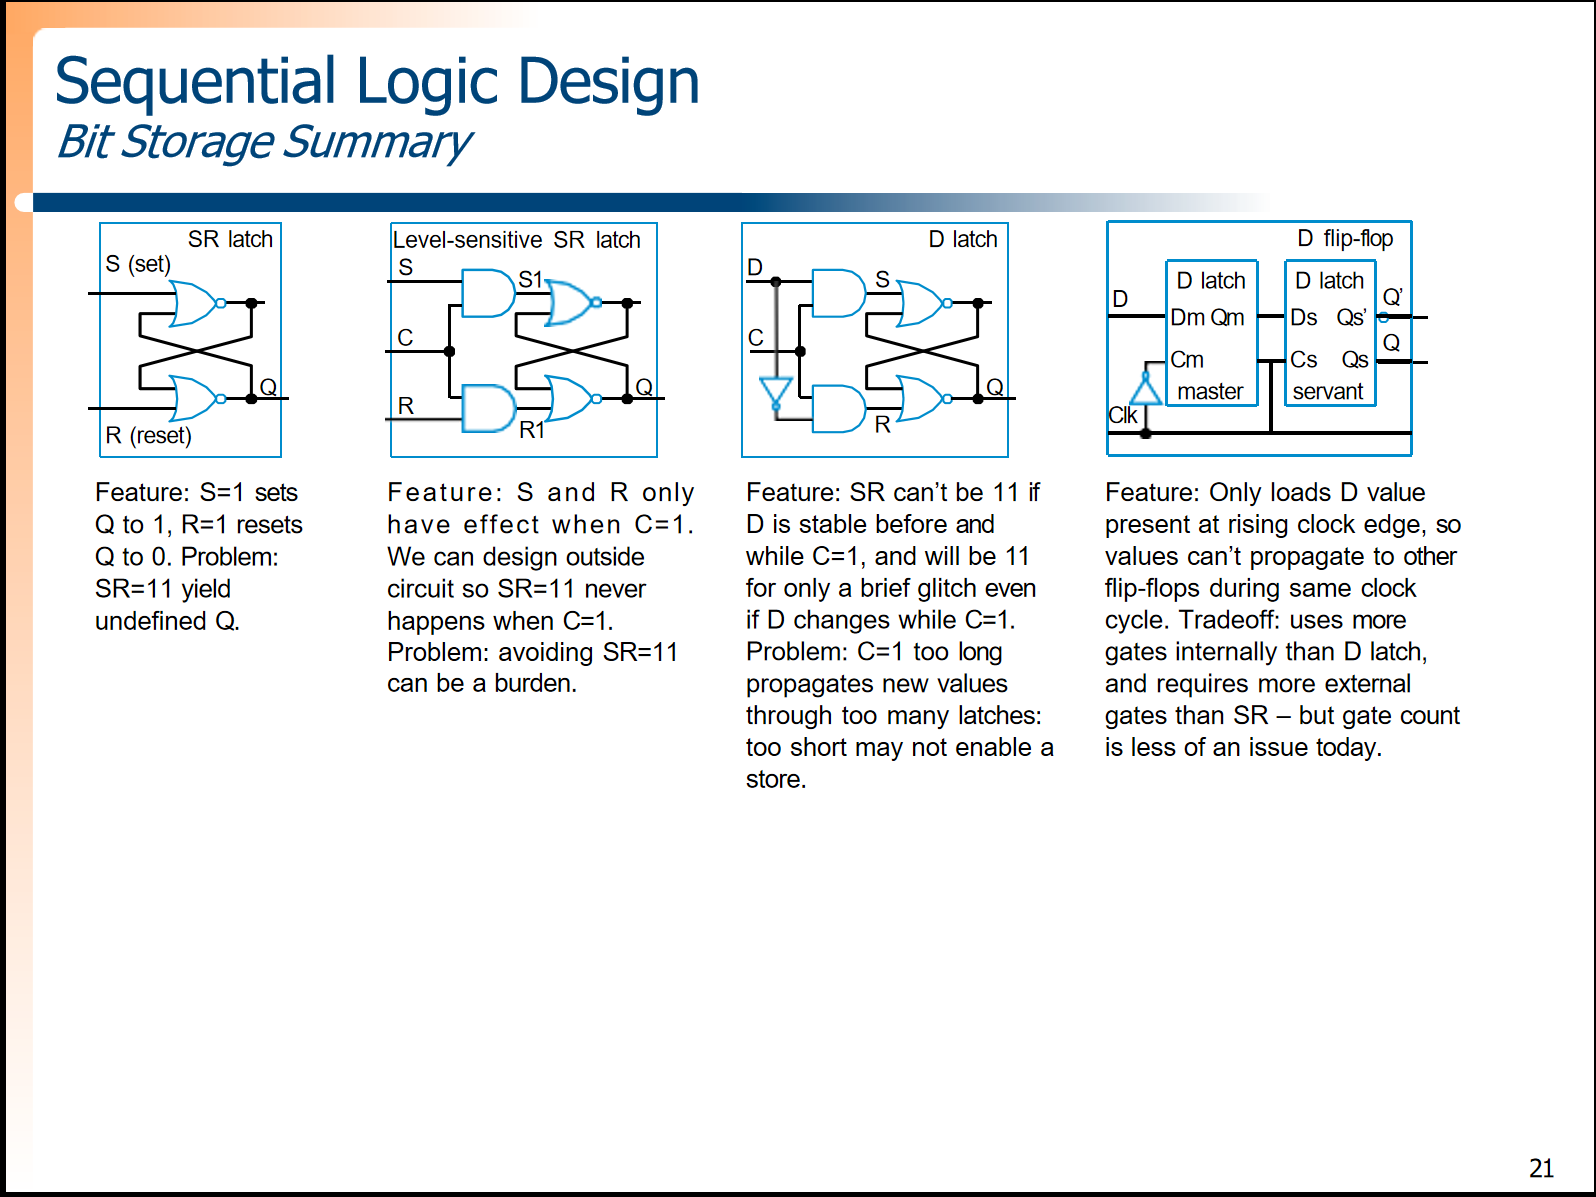 Sequential Logic Design
Bit Storage Summary
SR latch
S (set)
Q
R (reset)
Feature: S=1 sets
Q to 1, R=1 resets
Q to 0. Problem:
SR=11 yield
undefined Q.
Level-sensitive SR latch
S
S1
C
R
Q
R1
Feature: S and R only
have effect when C=1.
We can design outside
circuit so SR=11 never
happens when C=1.
Problem: avoiding SR=11
can be a burden.
D latch
D
S
C
Q
R
Feature: SR can’t be 11 if
D is stable before and
while C=1, and will be 11
for only a brief glitch even
if D changes while C=1.
Problem: C=1 too long
propagates new values
through too many latches:
too short may not enable a
store.
D flip-flop
D latch
D latch
D
Q’
Dm Qm
Ds Qs’
Q
Cm
Cs Qs
master
servant
Clk
Feature: Only loads D value
present at rising clock edge, so
values can’t propagate to other
flip-flops during same clock
cycle. Tradeoff: uses more
gates internally than D latch,
and requires more external
gates than SR – but gate count
is less of an issue today.
21